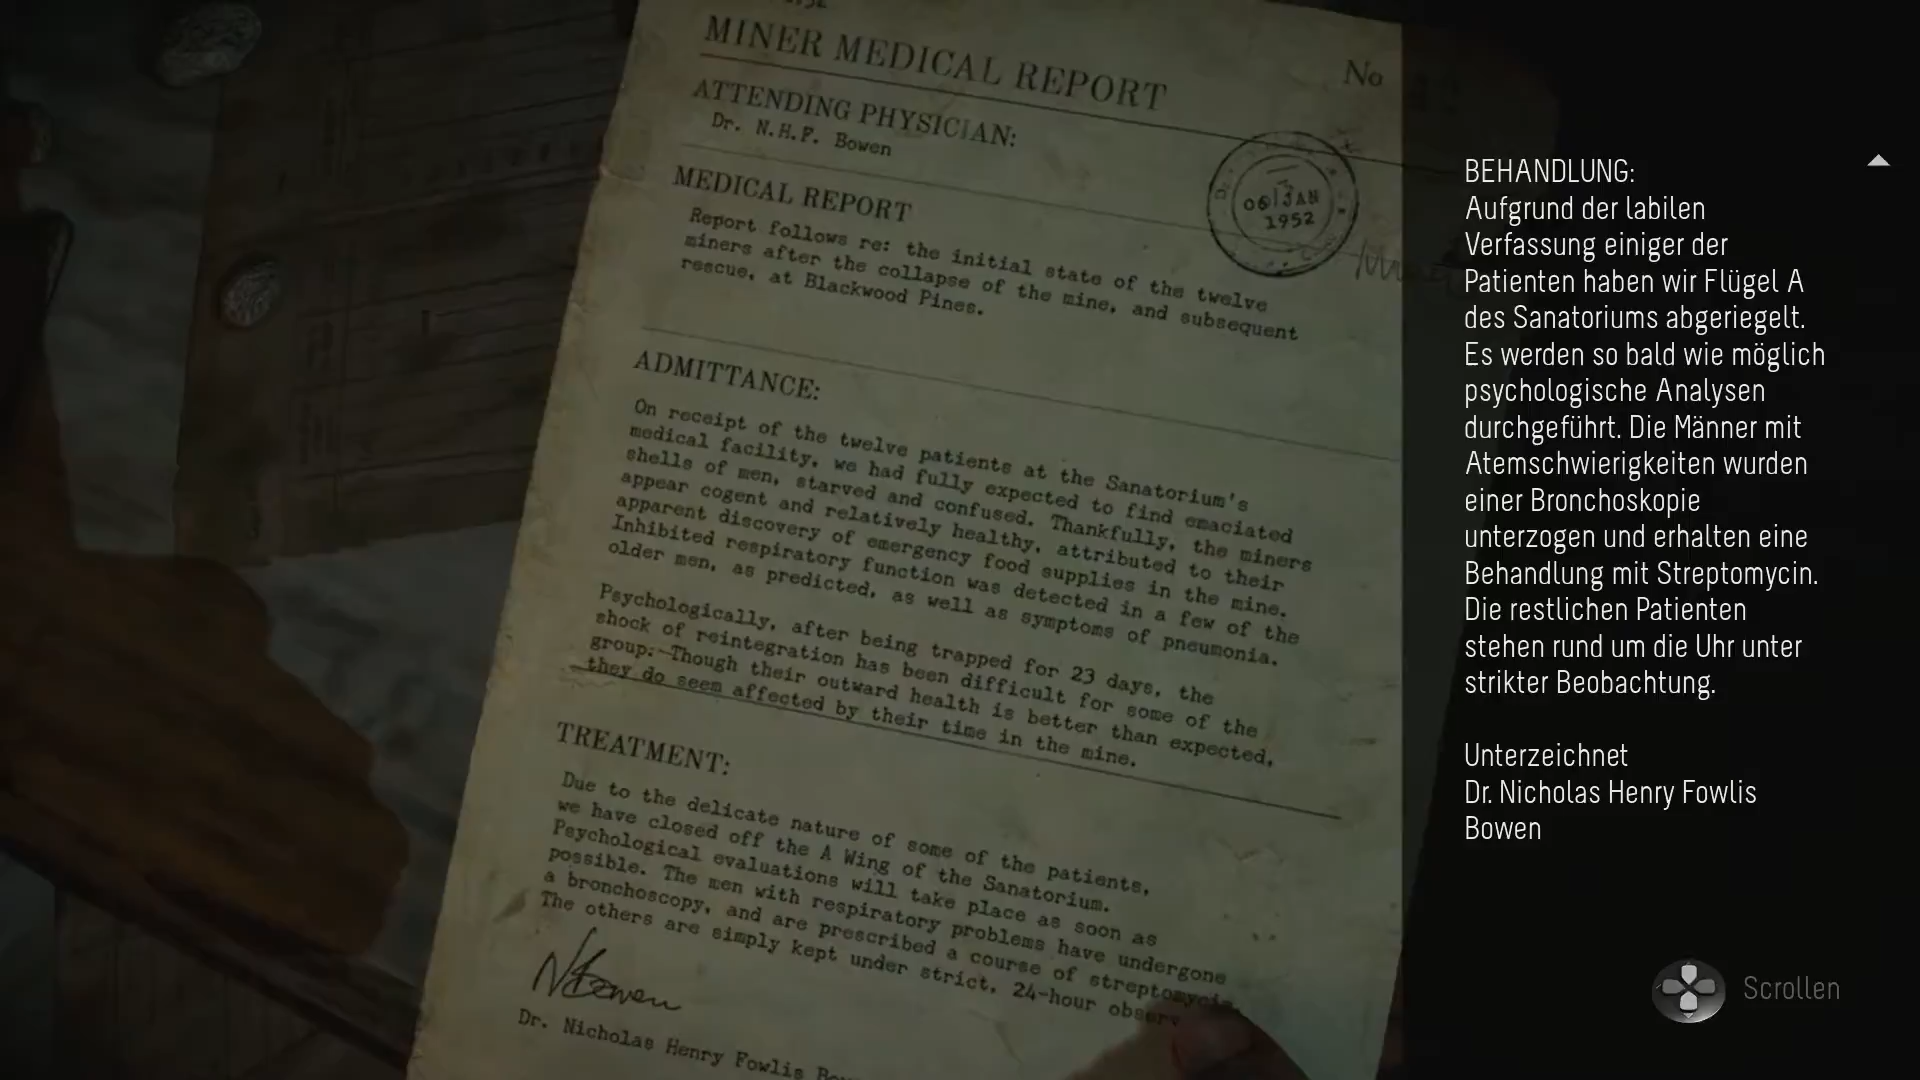 MINER MEDICAL REPORT
No
ATTENDING PHYSICIAN:
Dr. N.H.F. Bowen
06 JAN
1952
MEDICAL REPORT
Report follows re: the initial state of the twelve
miners after the collapse of the mine, and subsequent
rescue, at Blackwood Pines.
ADMITTANCE:
On receipt of the twelve patients at the Sanatorium's
medical facility, we had fully expected to find emaciated
shells of men, starved and confused. Thankfully, the miners
appear cogent and relatively healthy, attributed to their
apparent discovery of emergency food supplies in the mine.
Inhibited respiratory function was detected in a few of the
older men, as predicted, as well as symptoms of pneumonia.
Psychologically, after being trapped for 23 days, the
shock of reintegration has been difficult for some of the
group. Though their outward health is better than expected,
they do seem affected by their time in the mine.
TREATMENT:
Due to the delicate nature of some of the patients,
we have closed off the A Wing of the Sanatorium.
Psychological evaluations will take place as soon as
possible. The men with respiratory problems have undergone
a bronchoscopy, and are prescribed a course of streptomycin.
The others are simply kept under strict, 24-hour
NBowen
Dr. Nicholas Henry Fowlis
BEHANDLUNG:
Aufgrund der labilen
Verfassung einiger der
Patienten haben wir Flügel A
des Sanatoriums abgeriegelt.
Es werden so bald wie möglich
psychologische Analysen
durchgeführt. Die Männer mit
Atemschwierigkeiten wurden
einer Bronchoskopie
unterzogen und erhalten eine
Behandlung mit Streptomycin.
Die restlichen Patienten
stehen rund um die Uhr unter
strikter Beobachtung.
Unterzeichnet
Dr. Nicholas Henry Fowlis
Bowen
Scrollen